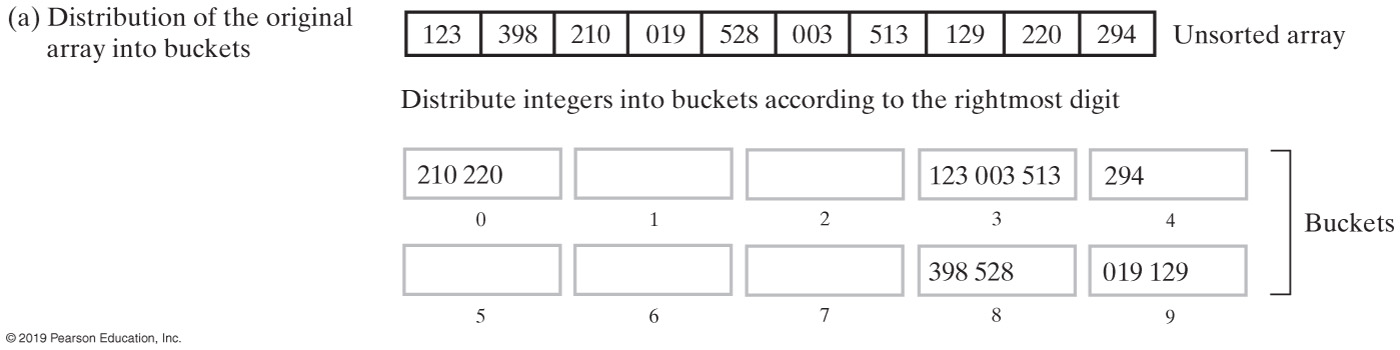 (a) Distribution of the original
array into buckets
123 398 210 019 528 003 513 129 220 294 Unsorted array
Distribute integers into buckets according to the rightmost digit
210 220 123 003 513 294
0 1 2 3 4
Buckets
398 528 019 129
5 6 7 8 9
© 2019 Pearson Education, Inc.